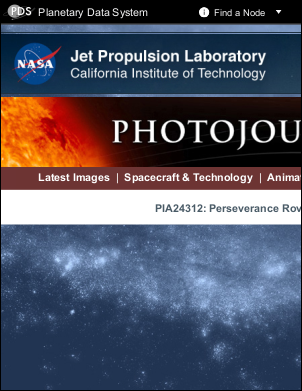 PDS Planetary Data System
i Find a Node
NASA
Jet Propulsion Laboratory
California Institute of Technology
PHOTOJOU
Latest Images | Spacecraft & Technology | Anima
PIA24312: Perseverance Rov